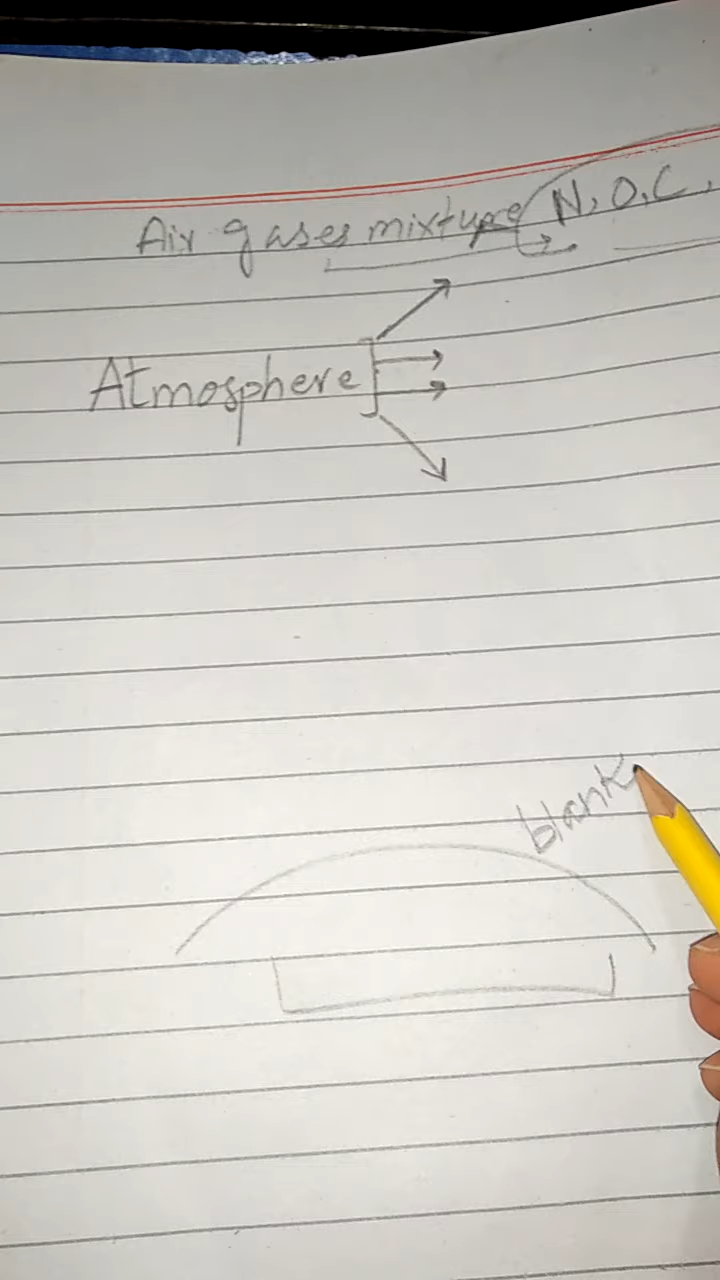 Air gases mixture N, O, C,
Atmosphere
blank